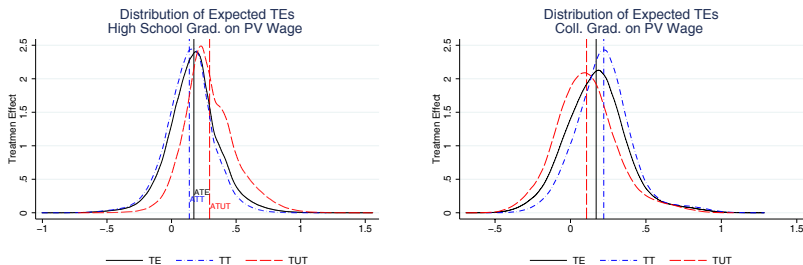 Distribution of Expected TEs
High School Grad. on PV Wage
Treatmen Effect
2.5
2
1.5
1
.5
0
ATE
ATT
ATUT
-1
-.5
0
.5
1
1.5
TE
TT
TUT
Distribution of Expected TEs
Coll. Grad. on PV Wage
Treatmen Effect
2.5
2
1.5
1
.5
0
-.5
0
.5
1
1.5
TE
TT
TUT